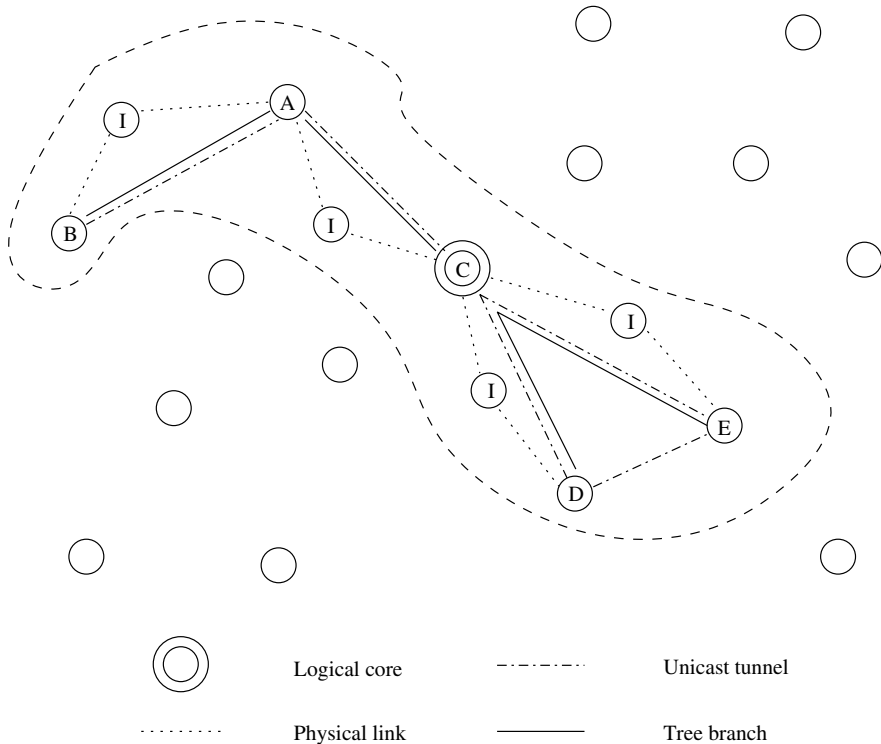 A
I
B
I
C
I
I
E
D
Logical core
Unicast tunnel
Physical link
Tree branch